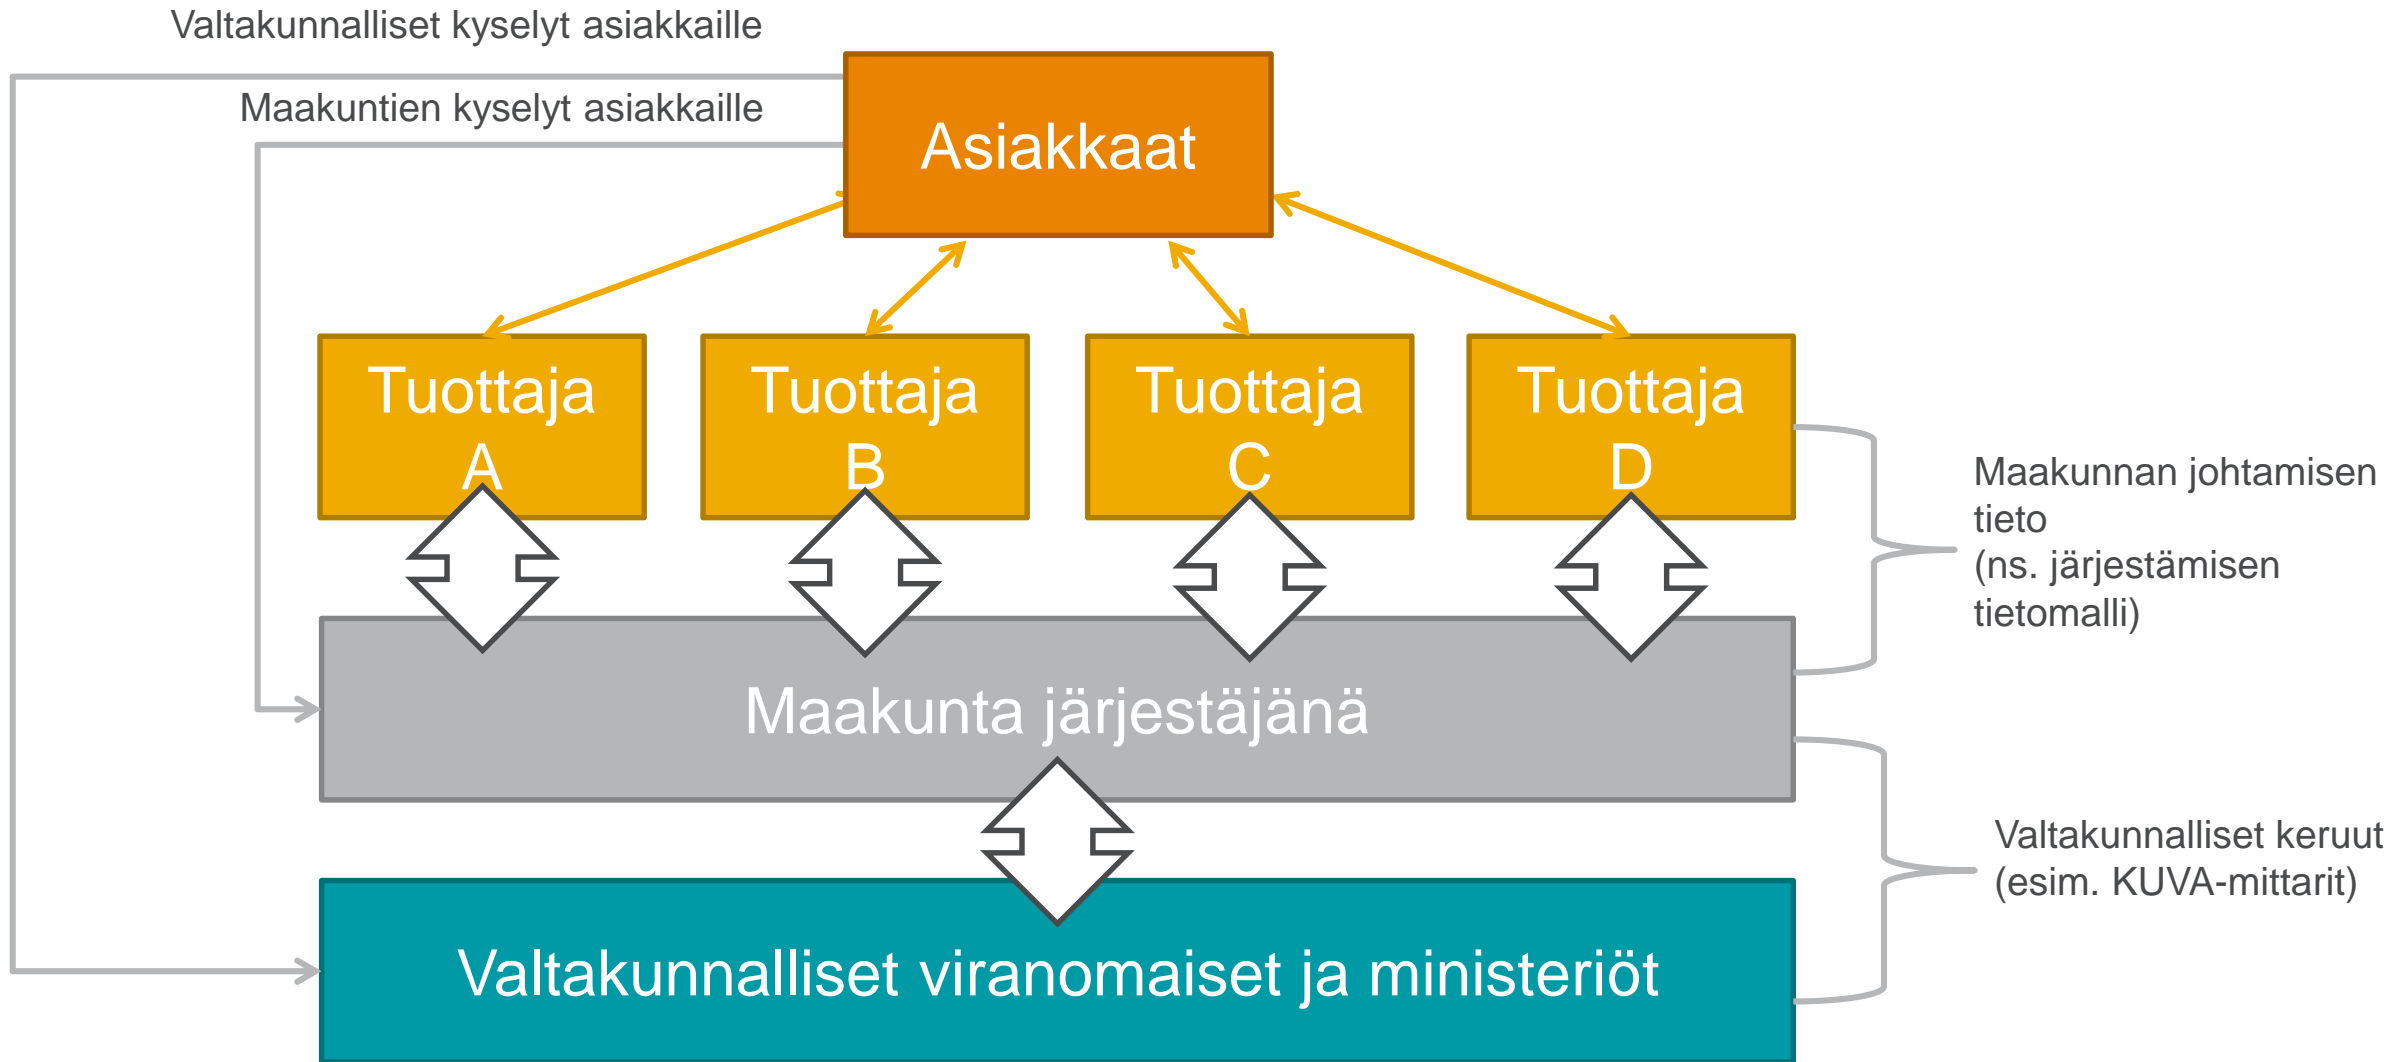 Valtakunnalliset kyselyt asiakkaille
Maakuntien kyselyt asiakkaille
Asiakkaat
Tuottaja
A
Tuottaja
B
Tuottaja
C
Tuottaja
D
Maakunnan johtamisen
tieto
(ns. järjestämisen
tietomalli)
Maakunta järjestäjänä
Valtakunnalliset keruut
(esim. KUVA-mittarit)
Valtakunnalliset viranomaiset ja ministeriöt